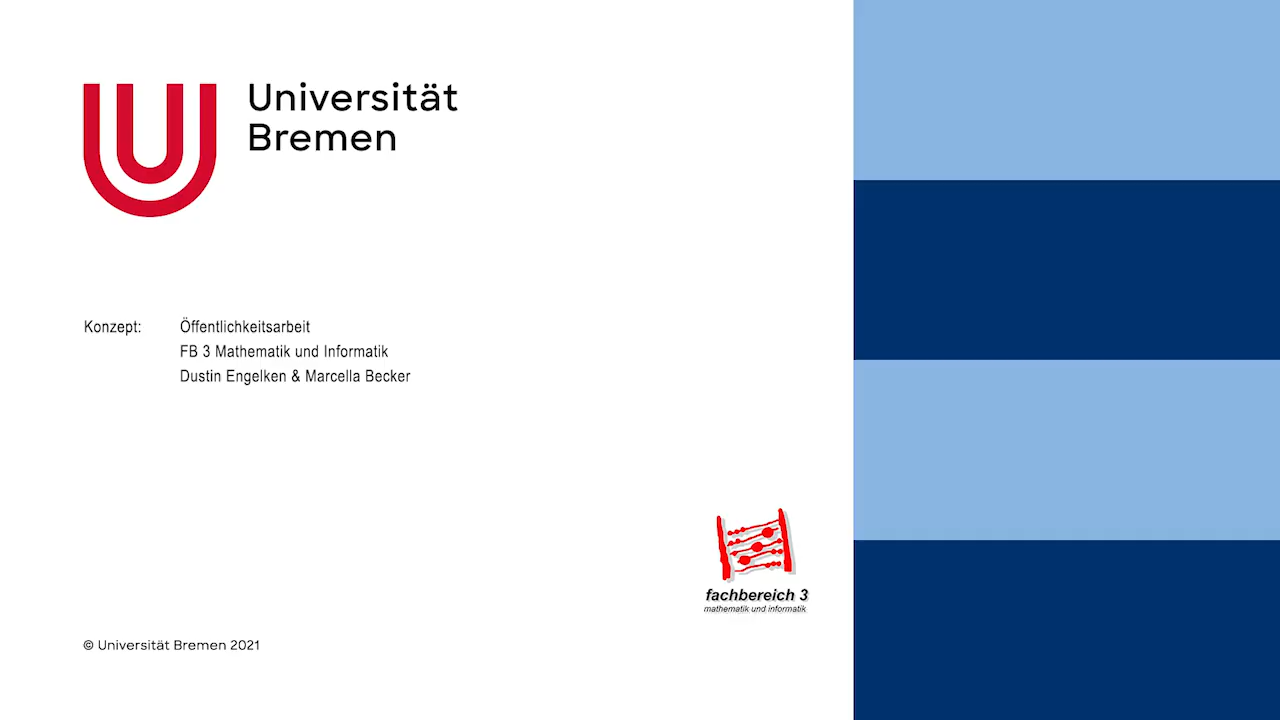 Universität
Bremen
Konzept: Öffentlichkeitsarbeit
FB 3 Mathematik und Informatik
Dustin Engelken & Marcella Becker
fachbereich 3
mathematik und informatik
© Universität Bremen 2021